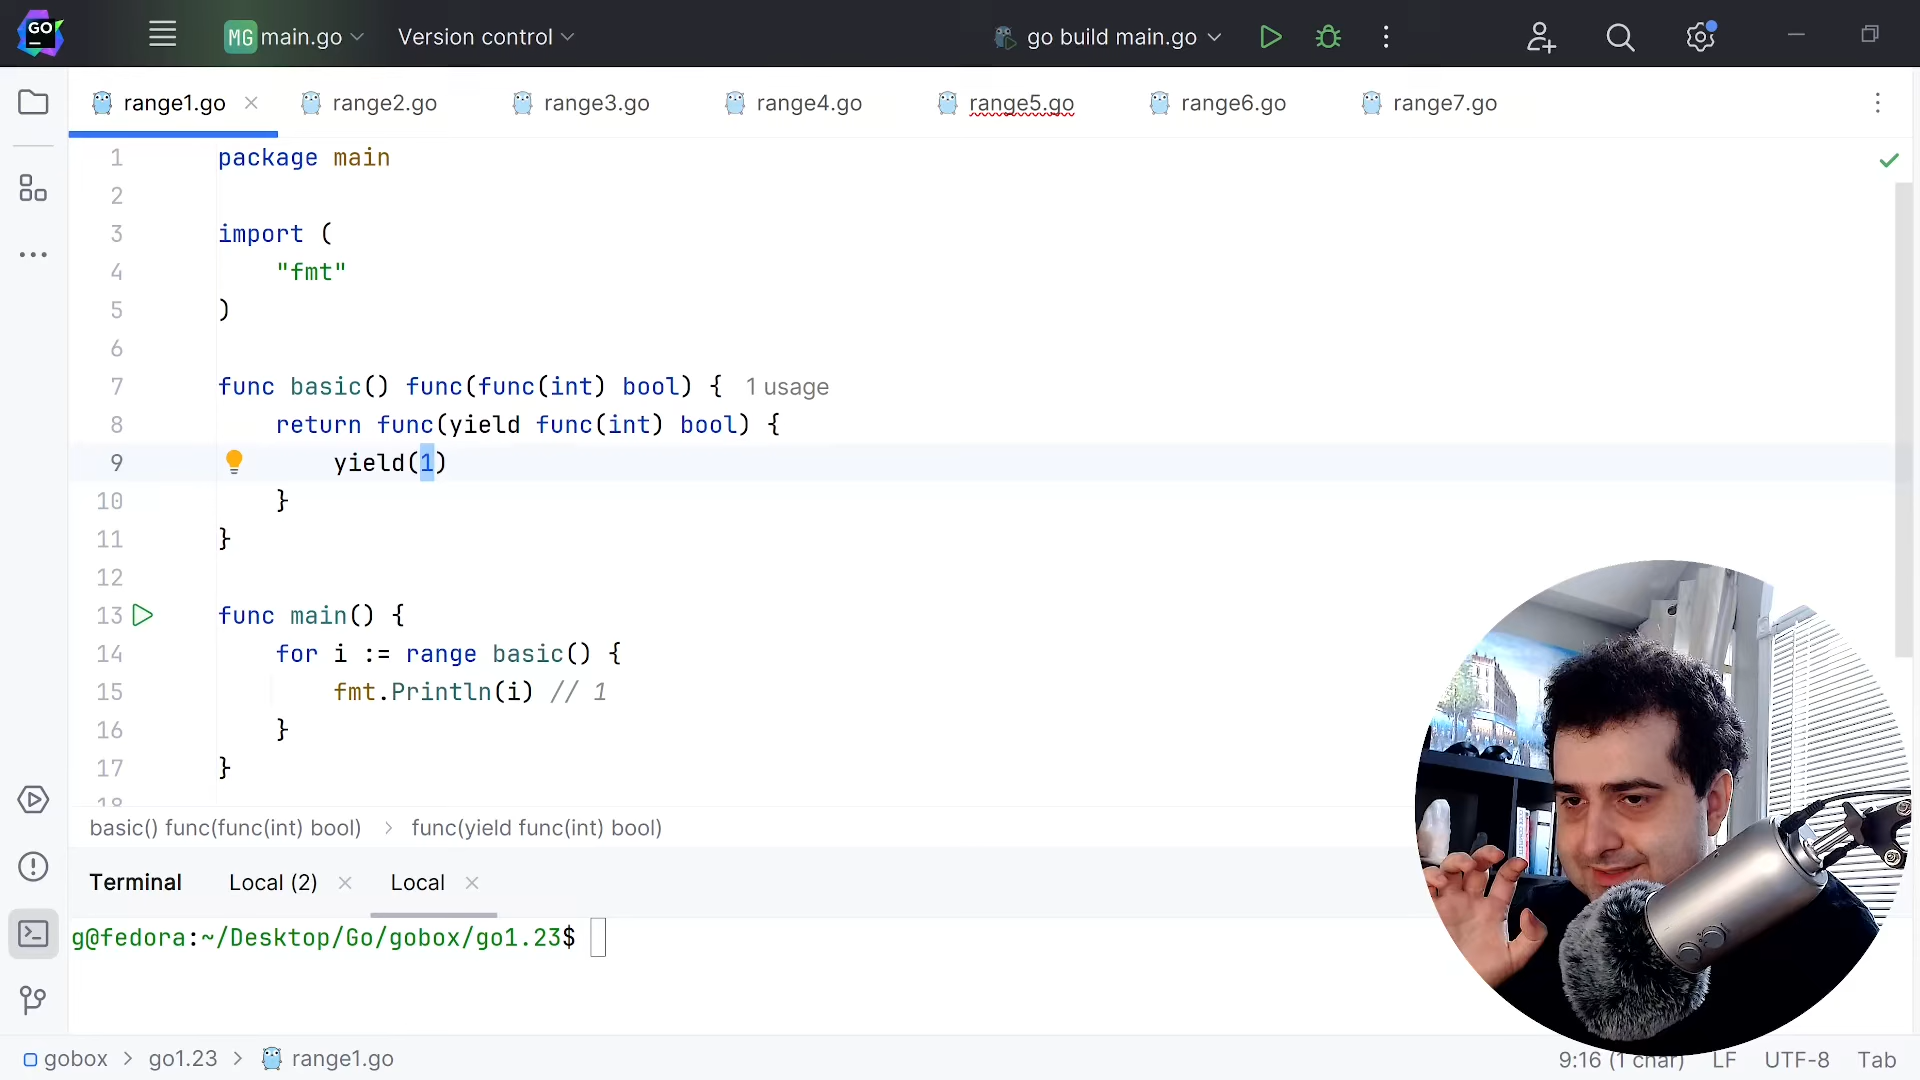 GO
MG main.go
Version control
go build main.go
range1.go
range2.go
range3.go
range4.go
range5.go
range6.go
range7.go
1 package main
2
3 import (
4 "fmt"
5 )
6
7 func basic() func(func(int) bool) { 1 usage
8 return func(yield func(int) bool) {
9 yield(1)
10 }
11 }
12
13 func main() {
14 for i := range basic() {
15 fmt.Println(i) // 1
16 }
17 }
18
basic() func(func(int) bool) > func(yield func(int) bool)
Terminal Local (2) Local
g@fedora:~/Desktop/Go/gobox/go1.23$
gobox > go1.23 > range1.go
9:16 (1 char) LF UTF-8 Tab